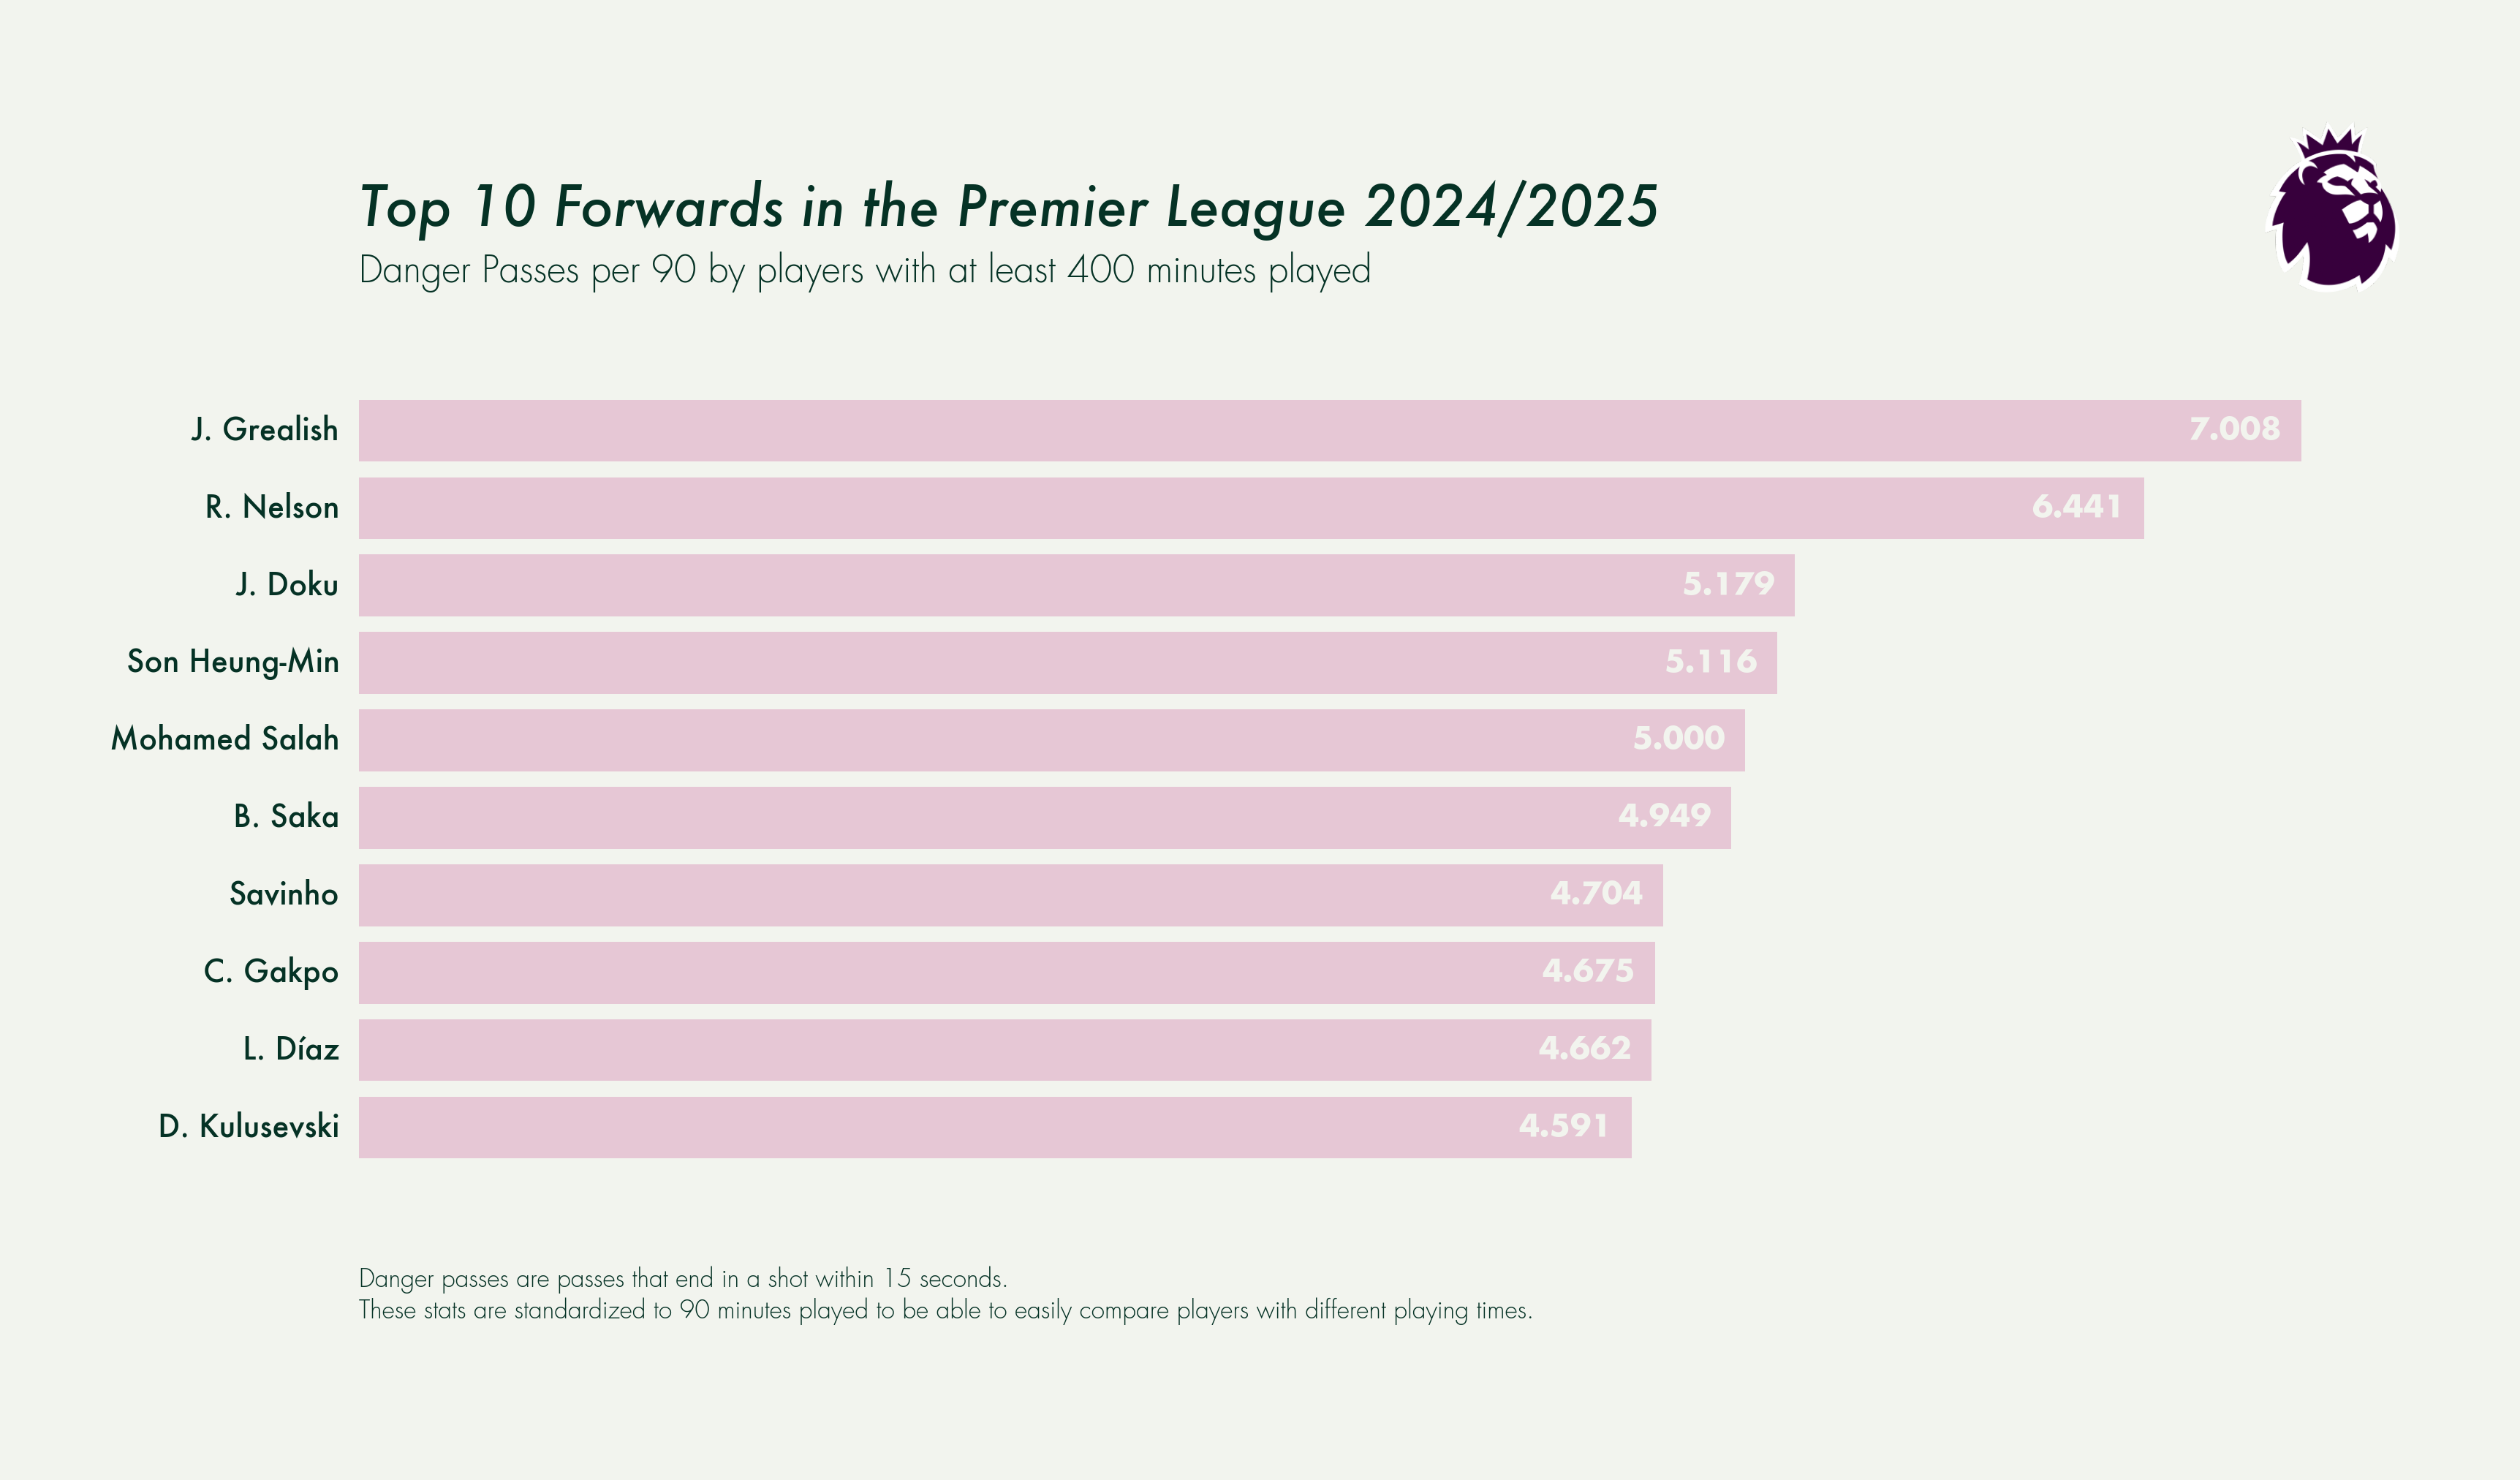 Top 10 Forwards in the Premier League 2024/2025
Danger Passes per 90 by players with at least 400 minutes played
J. Grealish 7.008
R. Nelson 6.441
J. Doku 5.179
Son Heung-Min 5.116
Mohamed Salah 5.000
B. Saka 4.949
Savinho 4.704
C. Gakpo 4.675
L. Díaz 4.662
D. Kulusevski 4.591
Danger passes are passes that end in a shot within 15 seconds.
These stats are standardized to 90 minutes played to be able to easily compare players with different playing times.